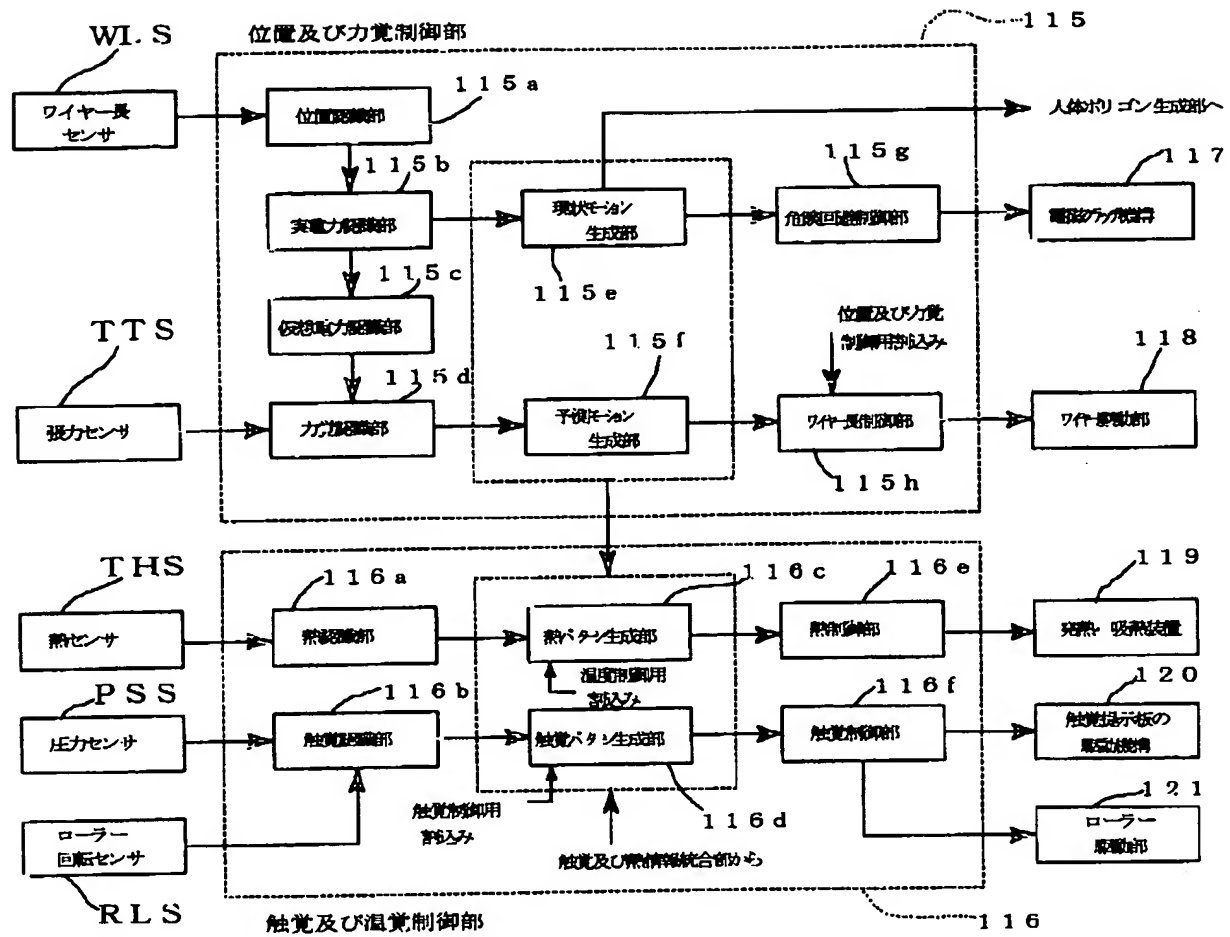 WLS
位置及び力覚制御部
115
ワイヤー長
センサ
115a
位置認識部
人体ポリゴン生成部へ
115b
115g
117
実電力認識部
現状モーション
生成部
危険回避制御部
電磁クラッチ機構
115c
115e
仮想電力認識部
位置及び力覚
制御用割込み
TTS
115d
115f
118
張力センサ
力覚認識部
予測モーション
生成部
ワイヤー長制御部
ワイヤー駆動部
115h
THS
116a
116c
116e
119
熱センサ
熱認識部
熱パタン生成部
熱制御部
発熱・吸熱装置
温度制御用
割込み
PSS
116b
116f
120
圧力センサ
触覚認識部
触覚パタン生成部
触覚制御部
触覚提示板の
駆動機構
触覚制御用
割込み
116d
121
ローラー
回転センサ
ローラー
駆動部
触覚及び熱情報統合部から
RLS
触覚及び温覚制御部
116